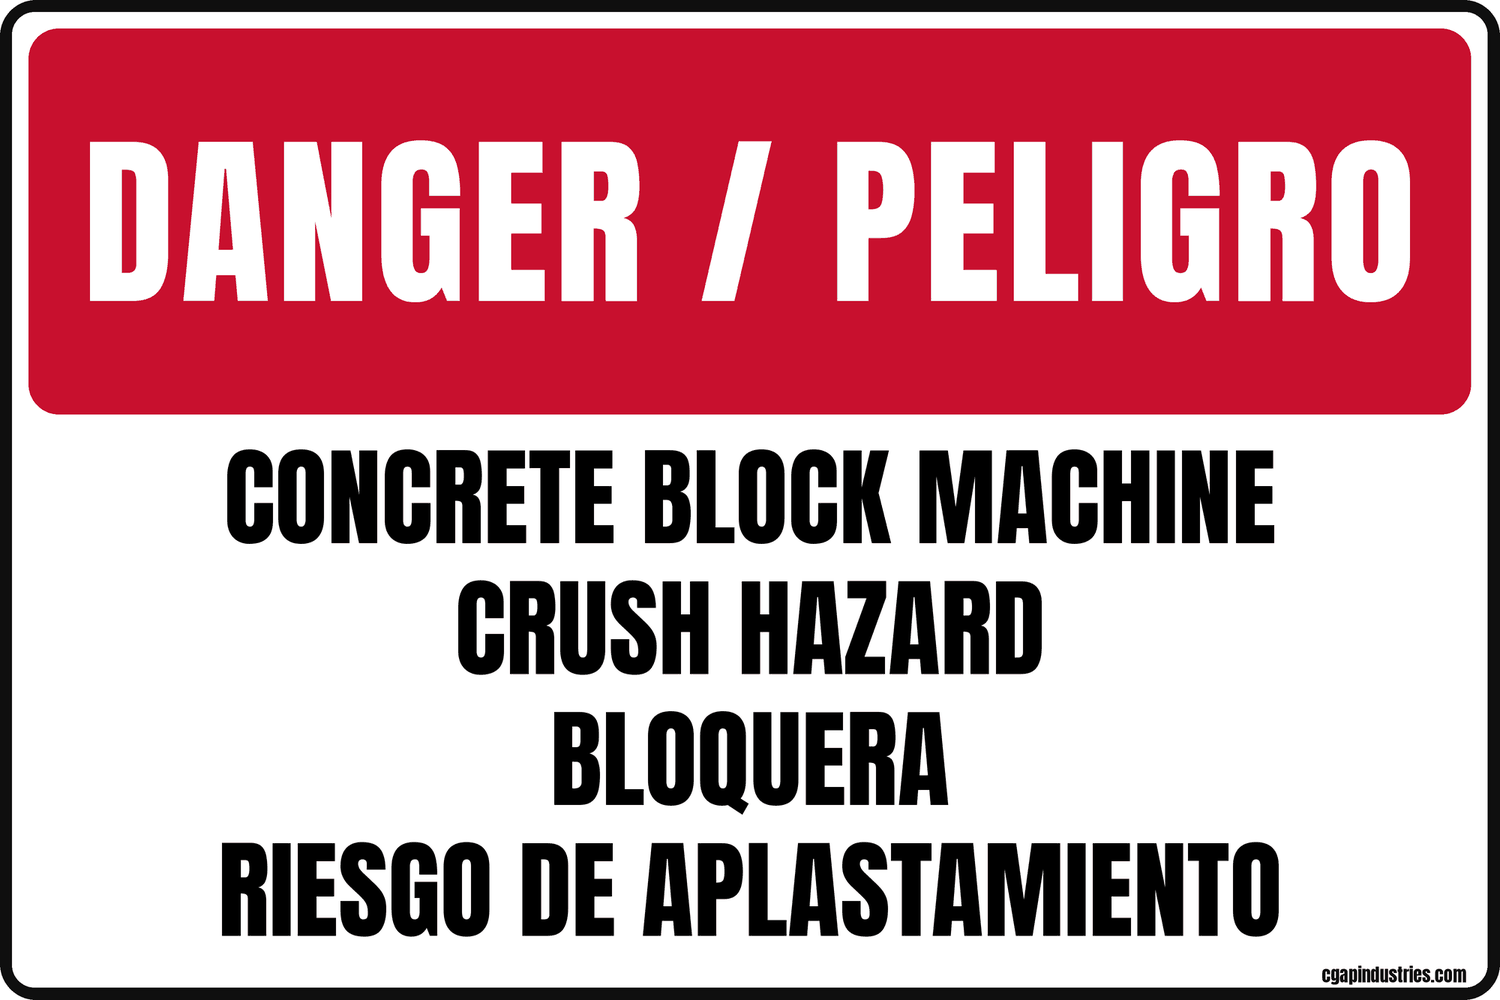 DANGER / PELIGRO
CONCRETE BLOCK MACHINE
CRUSH HAZARD
BLOQUERA
RIESGO DE APLASTAMIENTO
cgapindustries.com